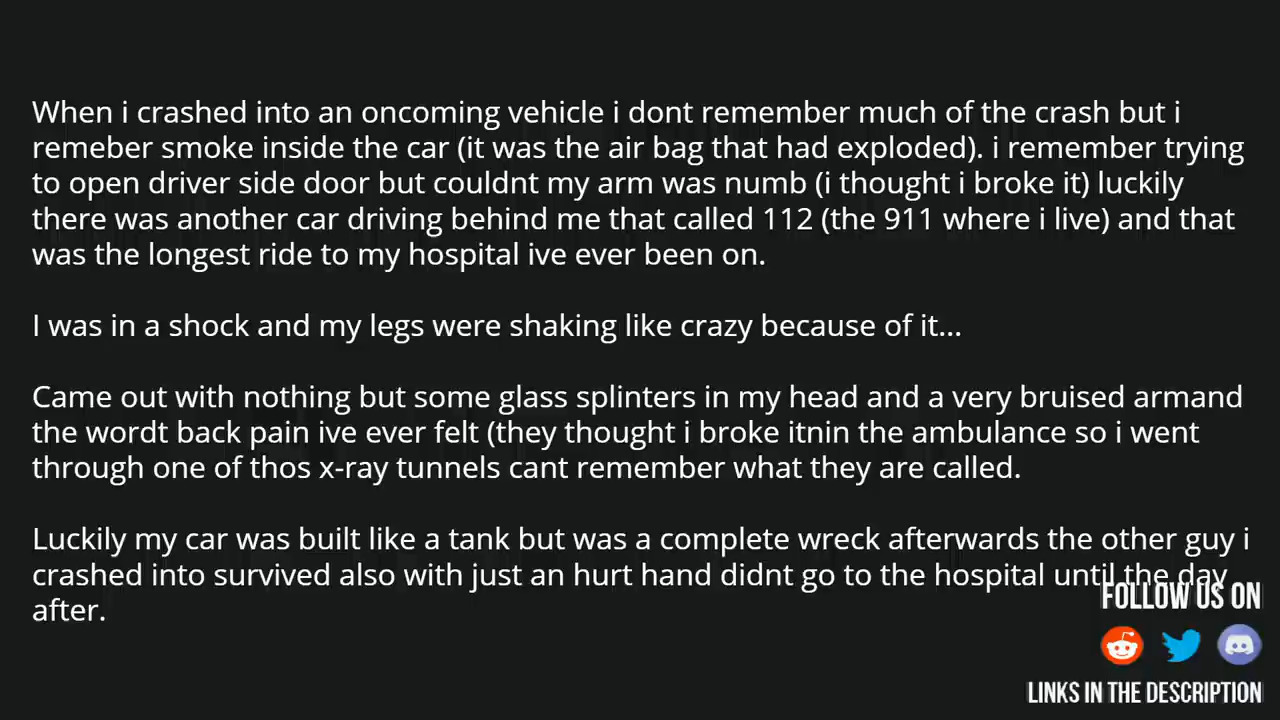 When i crashed into an oncoming vehicle i dont remember much of the crash but i
remeber smoke inside the car (it was the air bag that had exploded). i remember trying
to open driver side door but couldnt my arm was numb (i thought i broke it) luckily
there was another car driving behind me that called 112 (the 911 where i live) and that
was the longest ride to my hospital ive ever been on.
I was in a shock and my legs were shaking like crazy because of it...
Came out with nothing but some glass splinters in my head and a very bruised armand
the wordt back pain ive ever felt (they thought i broke itnin the ambulance so i went
through one of thos x-ray tunnels cant remember what they are called.
Luckily my car was built like a tank but was a complete wreck afterwards the other guy i
crashed into survived also with just an hurt hand didnt go to the hospital until the day
after.
FOLLOW US ON
LINKS IN THE DESCRIPTION